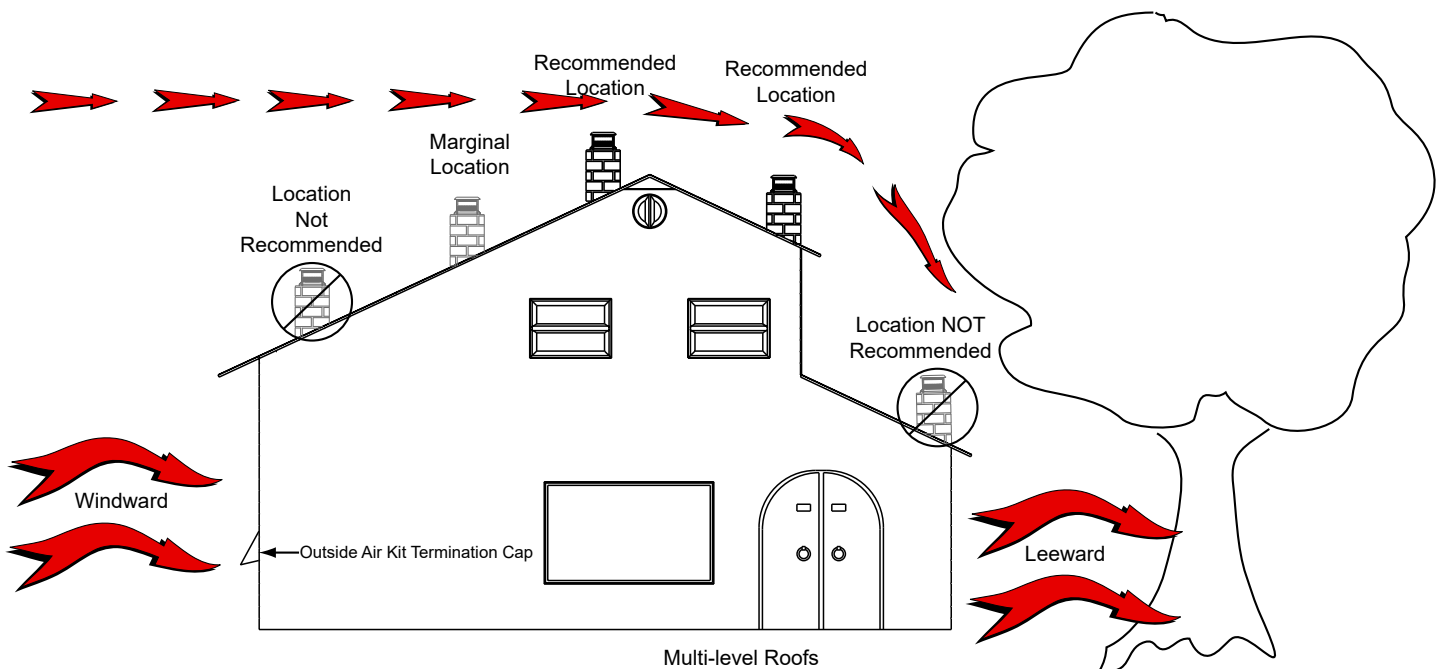 Recommended
Location
Recommended
Location
Marginal
Location
Location
Not
Recommended
Location NOT
Recommended
Windward
Outside Air Kit Termination Cap
Leeward
Multi-level Roofs